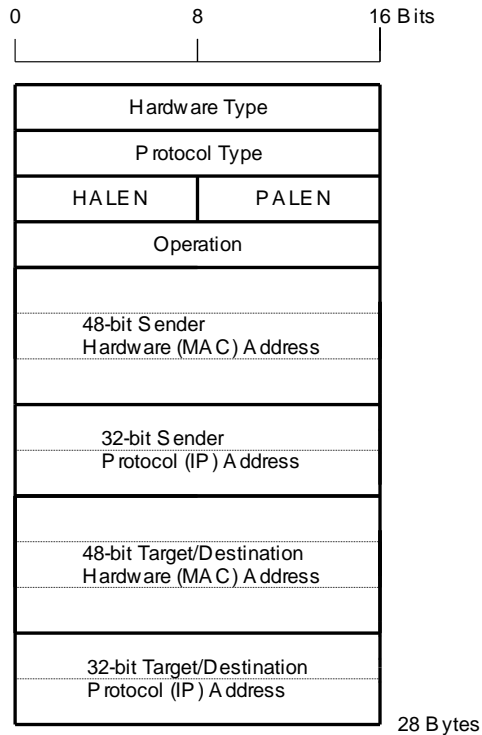 0 8 16 Bits
Hardware Type
Protocol Type
HALEN PALEN
Operation
48-bit Sender
Hardware (MAC) Address
32-bit Sender
Protocol (IP) Address
48-bit Target/Destination
Hardware (MAC) Address
32-bit Target/Destination
Protocol (IP) Address
28 Bytes